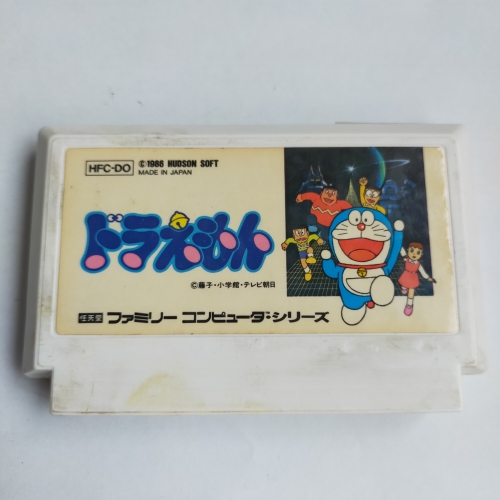 HFC-DO
©1986 HUDSON SOFT
MADE IN JAPAN
ドラえもん
©藤子・小学館・テレビ朝日
任天堂 ファミリー コンピュータ・シリーズ